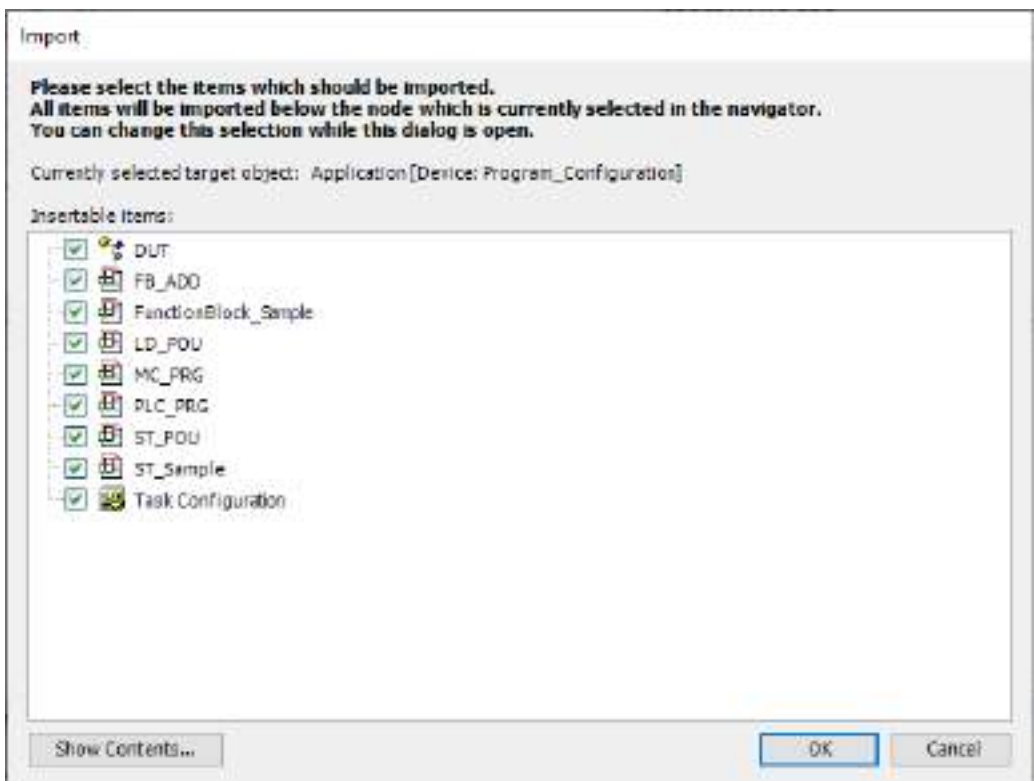 Import
Please select the items which should be imported.
All items will be imported below the node which is currently selected in the navigator.
You can change this selection while this dialog is open.
Currently selected target object: Application [Device: Program_Configuration]
Insertable items:
DUT
FB_ADD
FunctionBlock_Sample
LD_POU
MC_PRG
PLC_PRG
ST_POU
ST_Sample
Task Configuration
Show Contents...
OK
Cancel